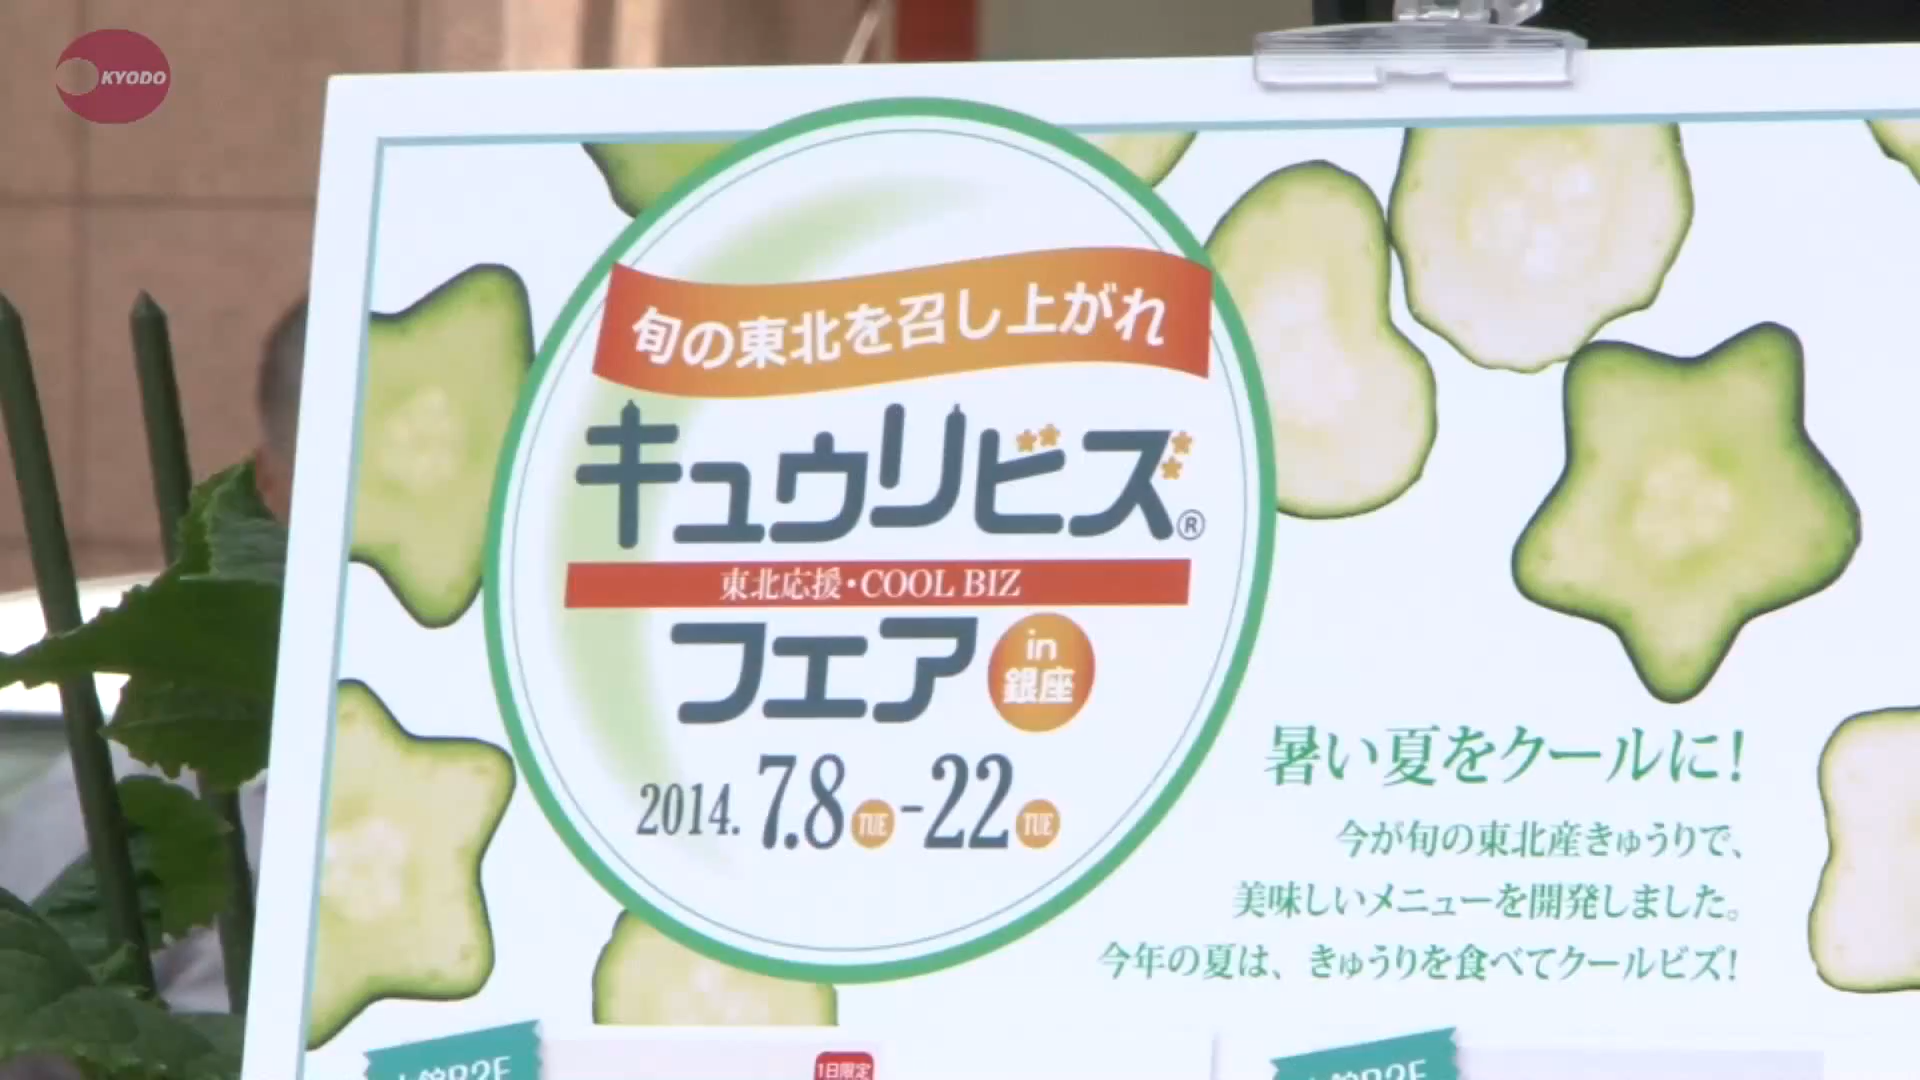 KYODO
旬の東北を召し上がれ
キュウリビズ®
東北応援・COOL BIZ
フェア in 銀座
2014. 7.8 TUE - 22 TUE
暑い夏をクールに!
今が旬の東北産きゅうりで、
美味しいメニューを開発しました。
今年の夏は、きゅうりを食べてクールビズ!
1日限定